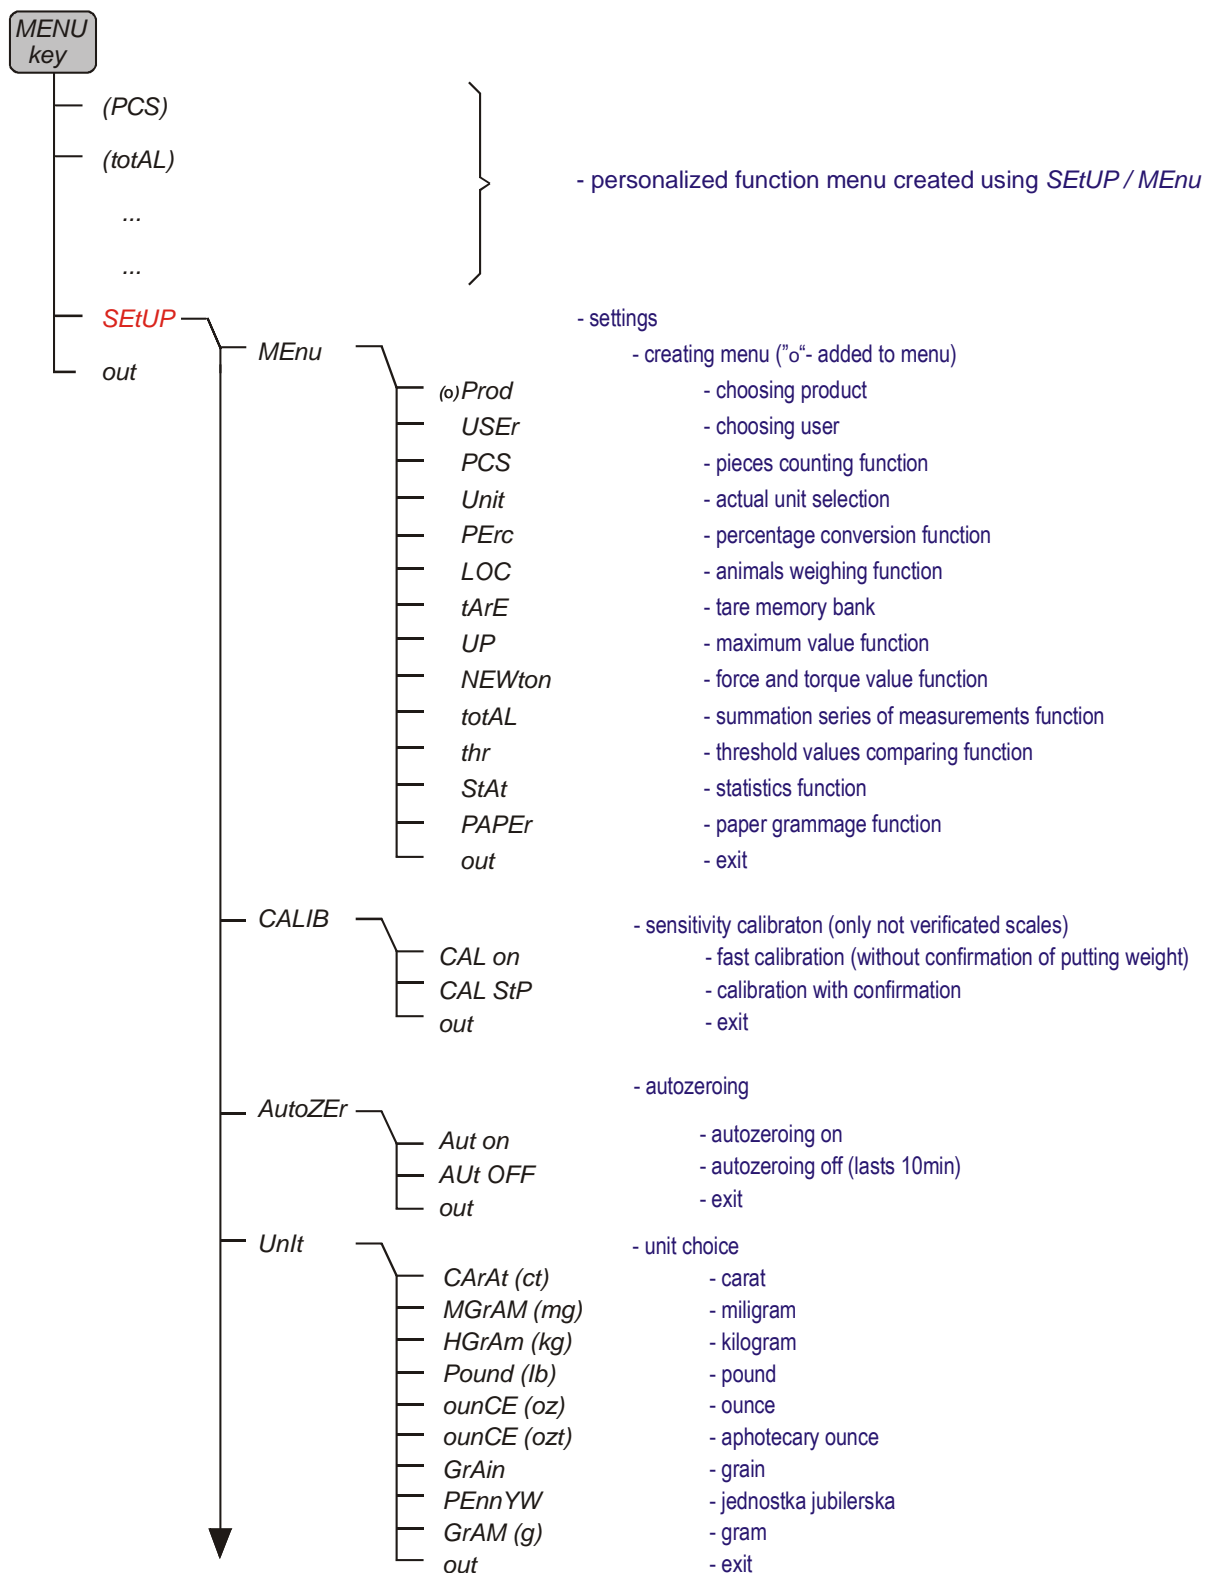 MENU
key
(PCS)
(totAL)
- personalized function menu created using SEtUP / MEnu
...
...
SEtUP - settings
MEnu - creating menu ("o"- added to menu)
out
(o)Prod - choosing product
USEr - choosing user
PCS - pieces counting function
Unit - actual unit selection
PErc - percentage conversion function
LOC - animals weighing function
tArE - tare memory bank
UP - maximum value function
NEWton - force and torque value function
totAL - summation series of measurements function
thr - threshold values comparing function
StAt - statistics function
PAPEr - paper grammage function
out - exit
CALIB - sensitivity calibraton (only not verificated scales)
CAL on - fast calibration (without confirmation of putting weight)
CAL StP - calibration with confirmation
out - exit
AutoZEr - autozeroing
Aut on - autozeroing on
AUt OFF - autozeroing off (lasts 10min)
out - exit
UnIt - unit choice
CArAt (ct) - carat
MGrAM (mg) - miligram
HGrAm (kg) - kilogram
Pound (lb) - pound
ounCE (oz) - ounce
ounCE (ozt) - aphotecary ounce
GrAin - grain
PEnnYW - jednostka jubilerska
GrAM (g) - gram
out - exit